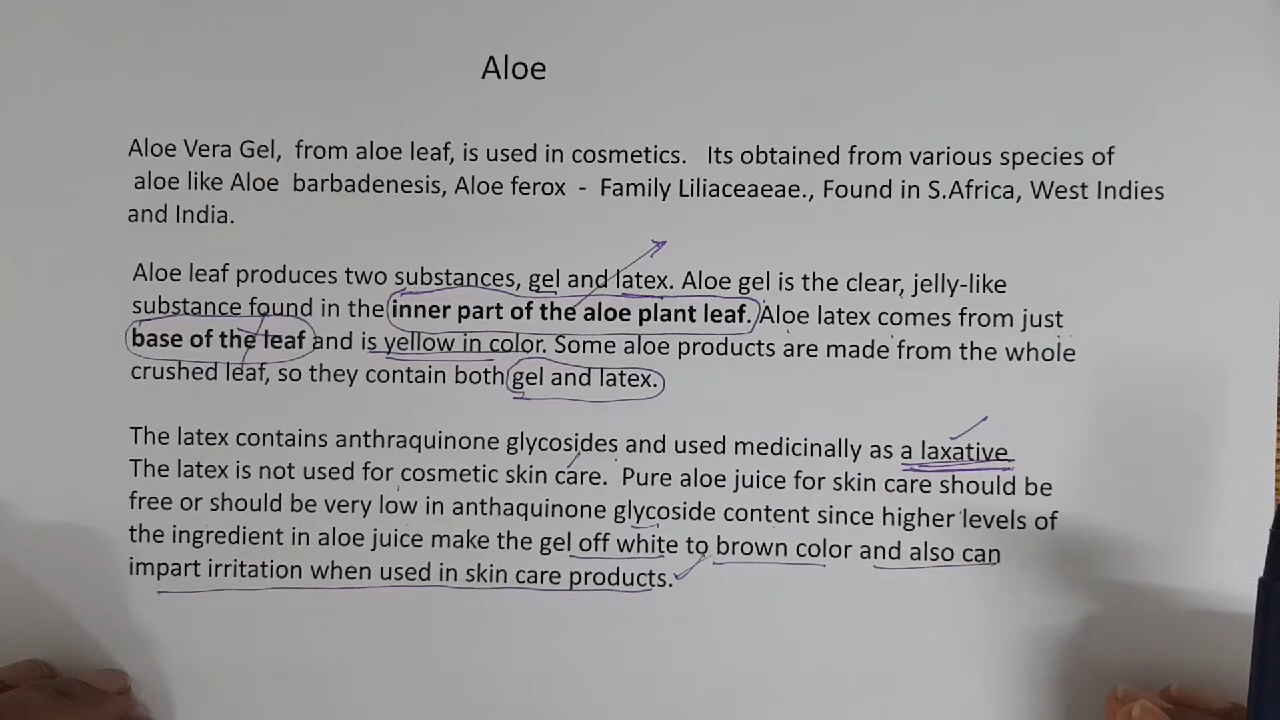 Aloe
Aloe Vera Gel, from aloe leaf, is used in cosmetics. Its obtained from various species of
aloe like Aloe barbadenesis, Aloe ferox - Family Liliaceaeae., Found in S.Africa, West Indies
and India.
Aloe leaf produces two substances, gel and latex. Aloe gel is the clear, jelly-like
substance found in the inner part of the aloe plant leaf. Aloe latex comes from just
base of the leaf and is yellow in color. Some aloe products are made from the whole
crushed leaf, so they contain both gel and latex.
The latex contains anthraquinone glycosides and used medicinally as a laxative
The latex is not used for cosmetic skin care. Pure aloe juice for skin care should be
free or should be very low in anthaquinone glycoside content since higher levels of
the ingredient in aloe juice make the gel off white to brown color and also can
impart irritation when used in skin care products.